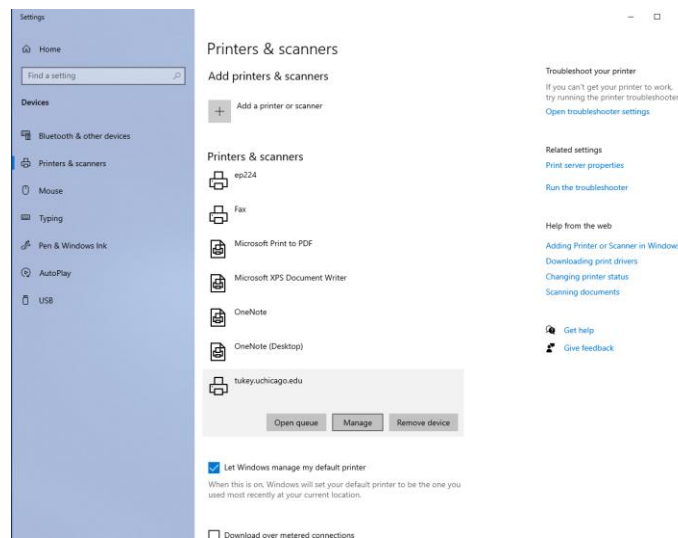 Settings
Home
Find a setting
Devices
Bluetooth & other devices
Printers & scanners
Mouse
Typing
Pen & Windows Ink
AutoPlay
USB
Printers & scanners
Add printers & scanners
Add a printer or scanner
Printers & scanners
ep224
Fax
Microsoft Print to PDF
Microsoft XPS Document Writer
OneNote
OneNote (Desktop)
tukey.uchicago.edu
Open queue Manage Remove device
Let Windows manage my default printer
When this is on, Windows will set your default printer to be the one you
used most recently at your current location.
Download over metered connections
Troubleshoot your printer
If you can't get your printer to work,
try running the printer troubleshooter
Open troubleshooter settings
Related settings
Print server properties
Run the troubleshooter
Help from the web
Adding Printer or Scanner in Windows
Downloading print drivers
Changing printer status
Scanning documents
Get help
Give feedback